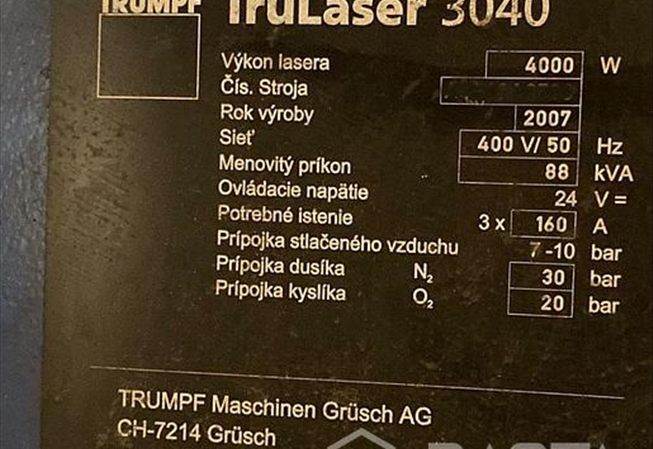 TRUMPF TruLaser 3040
Výkon lasera 4000 W
Čís. Stroja
Rok výroby 2007
Sieť 400 V/ 50 Hz
Menovitý príkon 88 kVA
Ovládacie napätie 24 V =
Potrebné istenie 3 x 160 A
Prípojka stlačeného vzduchu 7 -10 bar
Prípojka dusíka N₂ 30 bar
Prípojka kyslíka O₂ 20 bar
TRUMPF Maschinen Grüsch AG
CH-7214 Grüsch